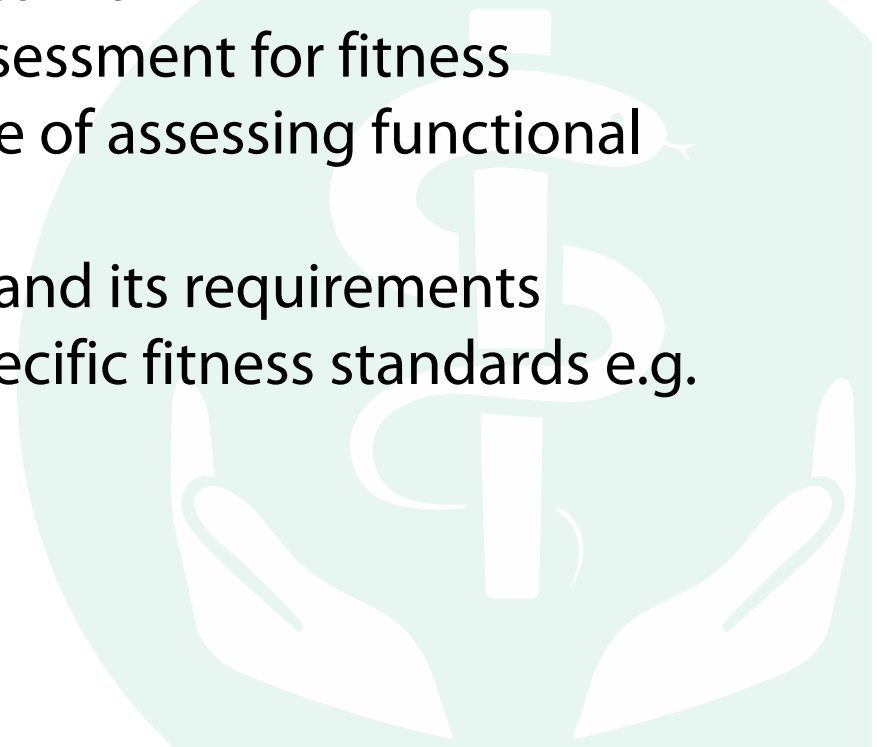 sessment for fitness
e of assessing functional
and its requirements
ecific fitness standards e.g.